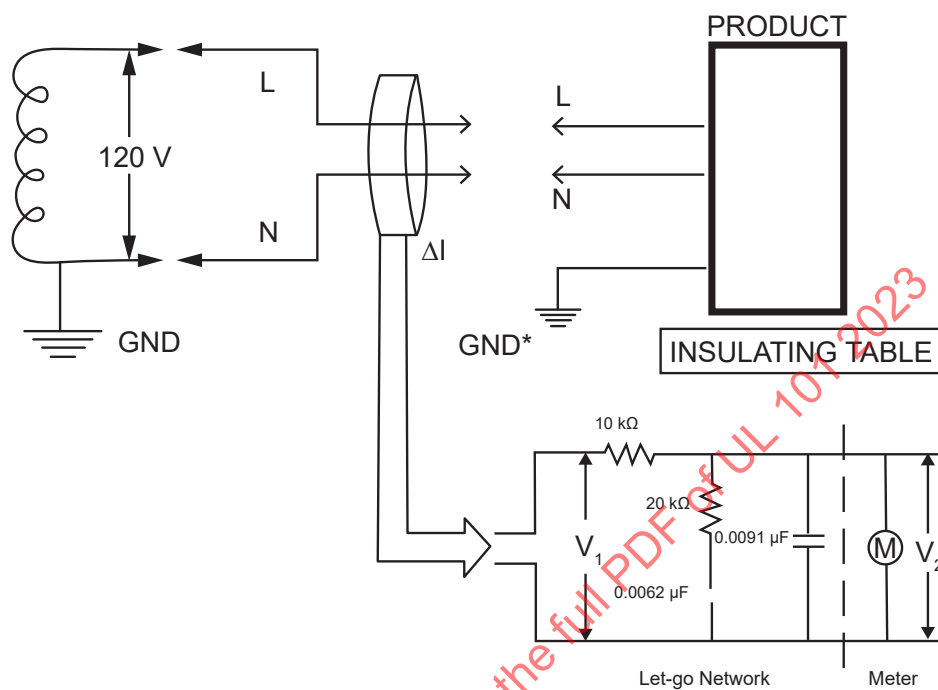 PRODUCT
L
L
120 V
N
N
ΔI
GND
GND*
INSULATING TABLE
10 kΩ
20 kΩ
0.0091 µF
V1
M
V2
0.0062 µF
Let-go Network
Meter
the full PDF of UL 101 2023